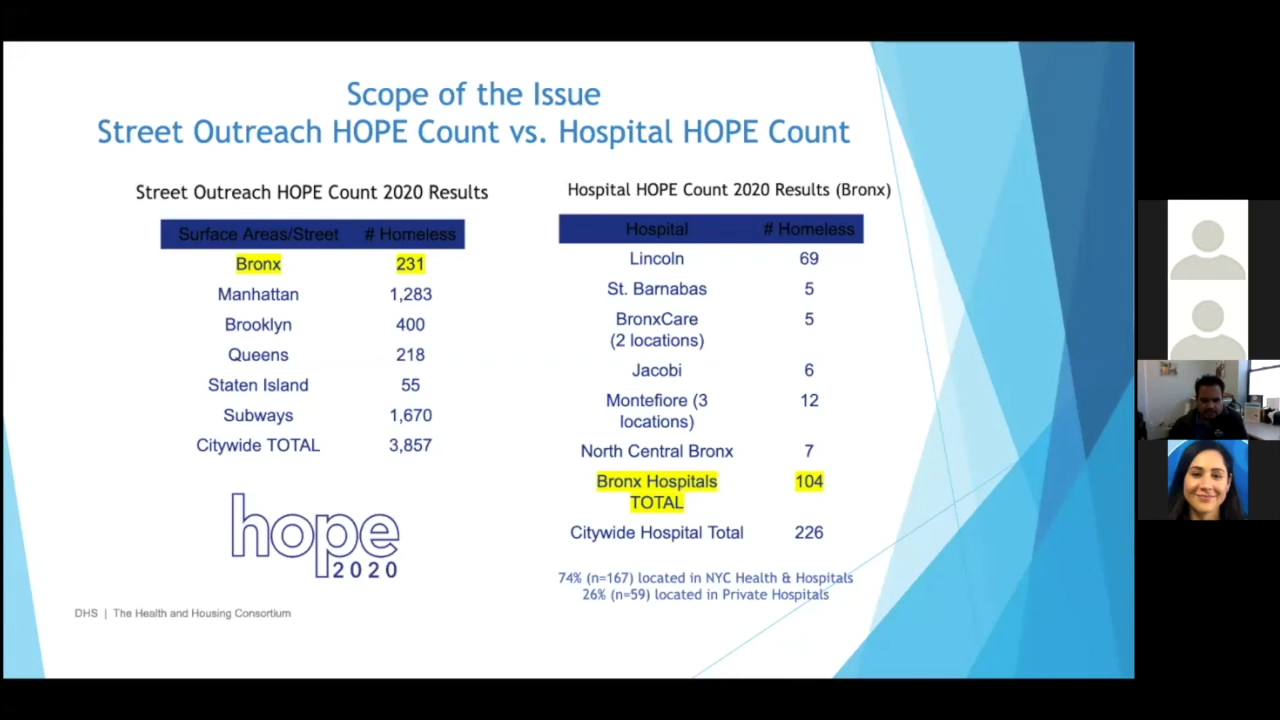 Scope of the Issue
Street Outreach HOPE Count vs. Hospital HOPE Count
Street Outreach HOPE Count 2020 Results
Surface Areas/Street # Homeless
Bronx 231
Manhattan 1,283
Brooklyn 400
Queens 218
Staten Island 55
Subways 1,670
Citywide TOTAL 3,857
hope
2020
DHS | The Health and Housing Consortium
Hospital HOPE Count 2020 Results (Bronx)
Hospital # Homeless
Lincoln 69
St. Barnabas 5
BronxCare 5
(2 locations)
Jacobi 6
Montefiore (3 12
locations)
North Central Bronx 7
Bronx Hospitals 104
TOTAL
Citywide Hospital Total 226
74% (n=167) located in NYC Health & Hospitals
26% (n=59) located in Private Hospitals